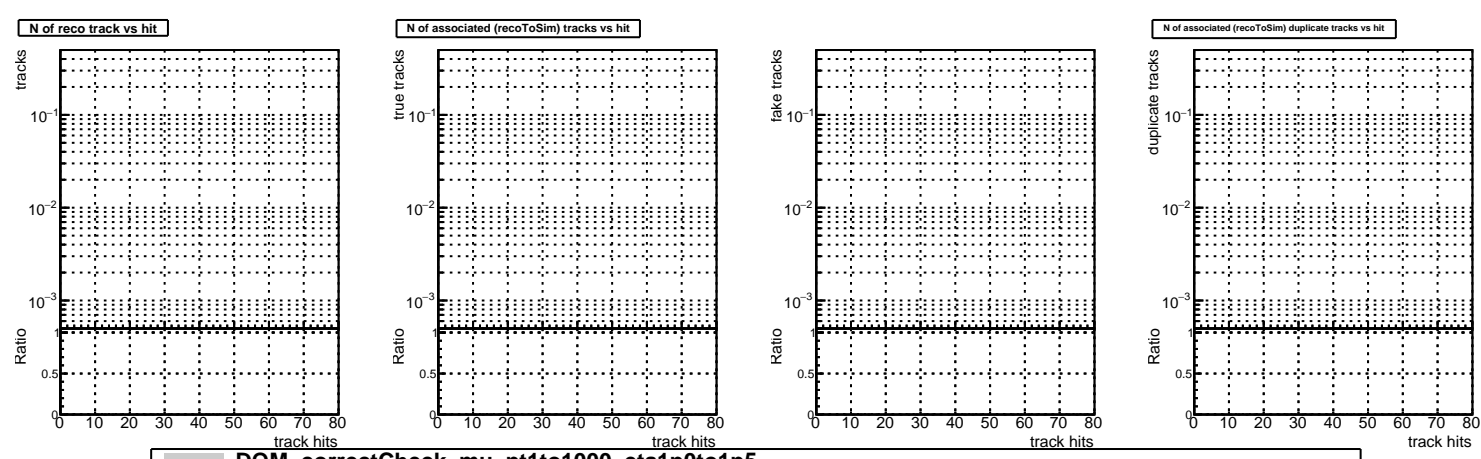 N of reco track vs hit
N of associated (recoToSim) tracks vs hit
N of associated (recoToSim) duplicate tracks vs hit
tracks
10⁻¹
10⁻²
10⁻³
Ratio
1
0.5
0
0 10 20 30 40 50 60 70 80
track hits
true tracks
10⁻¹
10⁻²
10⁻³
Ratio
1
0.5
0
0 10 20 30 40 50 60 70 80
track hits
fake tracks
10⁻¹
10⁻²
10⁻³
Ratio
1
0.5
0
0 10 20 30 40 50 60 70 80
track hits
duplicate tracks
10⁻¹
10⁻²
10⁻³
Ratio
1
0.5
0
0 10 20 30 40 50 60 70 80
track hits
DQM_correctCheck_mu_pt1to1000_eta1p0to1p5